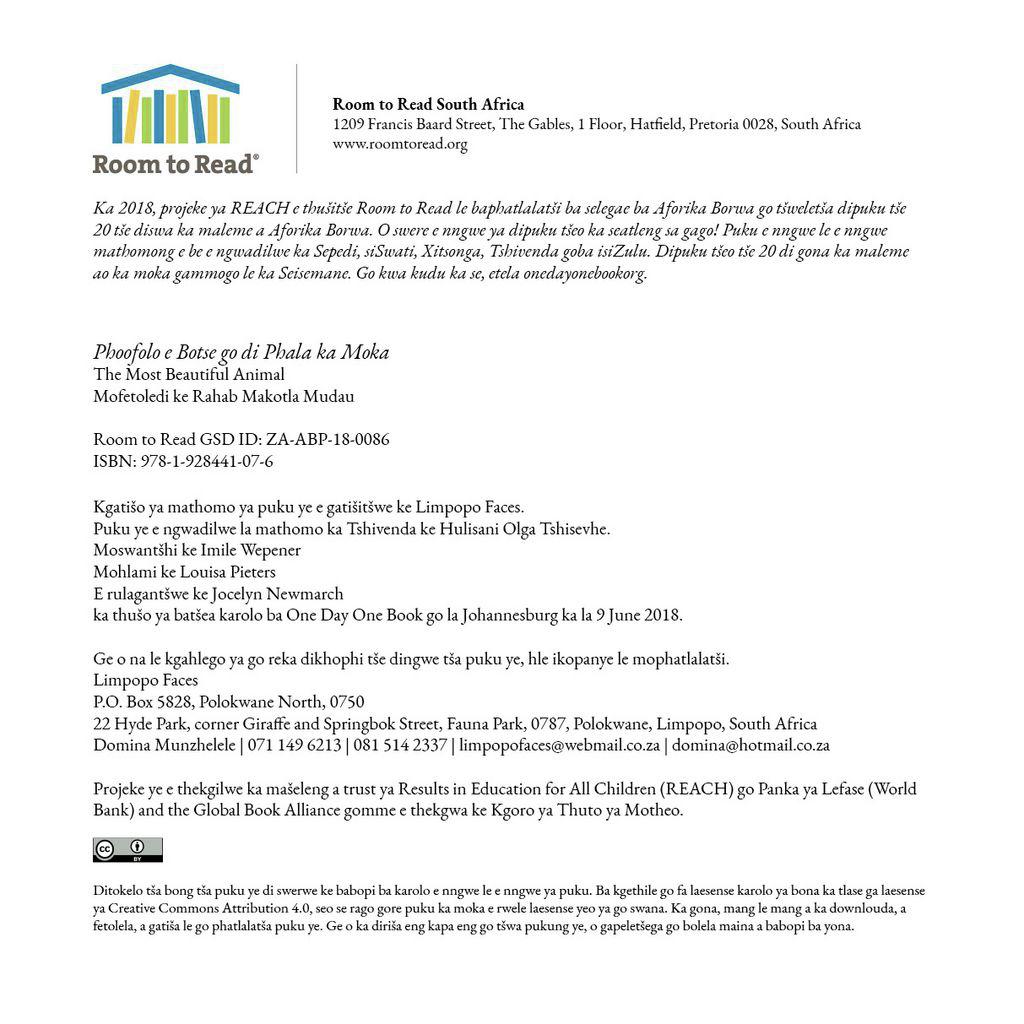 Room to Read®
Room to Read South Africa
1209 Francis Baard Street, The Gables, 1 Floor, Hatfield, Pretoria 0028, South Africa
www.roomtoread.org
Ka 2018, projeke ya REACH e thušitše Room to Read le baphatlalatši ba selegae ba Aforika Borwa go tšweletša dipuku tše
20 tše diswa ka maleme a Aforika Borwa. O swere e nngwe ya dipuku tšeo ka seatleng sa gago! Puku e nngwe le e nngwe
mathomong e be e ngwadilwe ka Sepedi, siSwati, Xitsonga, Tshivenda goba isiZulu. Dipuku tšeo tše 20 di gona ka maleme
ao ka moka gammogo le ka Seisemane. Go kwa kudu ka se, etela onedayonebookorg.
Phoofolo e Botse go di Phala ka Moka
The Most Beautiful Animal
Mofetoledi ke Rahab Makotla Mudau
Room to Read GSD ID: ZA-ABP-18-0086
ISBN: 978-1-928441-07-6
Kgatišo ya mathomo ya puku ye e gatišitšwe ke Limpopo Faces.
Puku ye e ngwadilwe la mathomo ka Tshivenda ke Hulisani Olga Tshisevhe.
Moswantšhi ke Imile Wepener
Mohlami ke Louisa Pieters
E rulagantšwe ke Jocelyn Newmarch
ka thušo ya batšea karolo ba One Day One Book go la Johannesburg ka la 9 June 2018.
Ge o na le kgahlego ya go reka dikhophi tše dingwe tša puku ye, hle ikopanye le mophatlalatši.
Limpopo Faces
P.O. Box 5828, Polokwane North, 0750
22 Hyde Park, corner Giraffe and Springbok Street, Fauna Park, 0787, Polokwane, Limpopo, South Africa
Domina Munzhelele | 071 149 6213 | 081 514 2337 | limpopofaces@webmail.co.za | domina@hotmail.co.za
Projeke ye e thekgilwe ka mašeleng a trust ya Results in Education for All Children (REACH) go Panka ya Lefase (World
Bank) and the Global Book Alliance gomme e thekgwa ke Kgoro ya Thuto ya Motheo.
cc BY
Ditokelo tša bong tša puku ye di swerwe ke babopi ba karolo e nngwe le e nngwe ya puku. Ba kgethile go fa laesense karolo ya bona ka tlase ga laesense
ya Creative Commons Attribution 4.0, seo se rago gore puku ka moka e rwele laesense yeo ya go swana. Ka gona, mang le mang a ka downlouda, a
fetolela, a gatiša le go phatlalatša puku ye. Ge o ka diriša eng kapa eng go tšwa pukung ye, o gapeletšega go bolela maina a babopi ba yona.